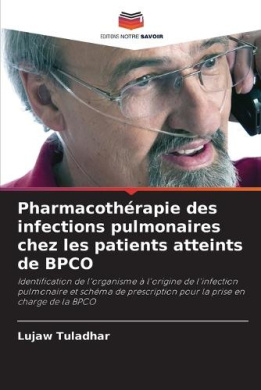 EDITIONS NOTRE SAVOIR
Pharmacothérapie des
infections pulmonaires
chez les patients atteints
de BPCO
Identification de l'organisme à l'origine de l'infection
pulmonaire et schéma de prescription pour la prise en
charge de la BPCO
Lujaw Tuladhar